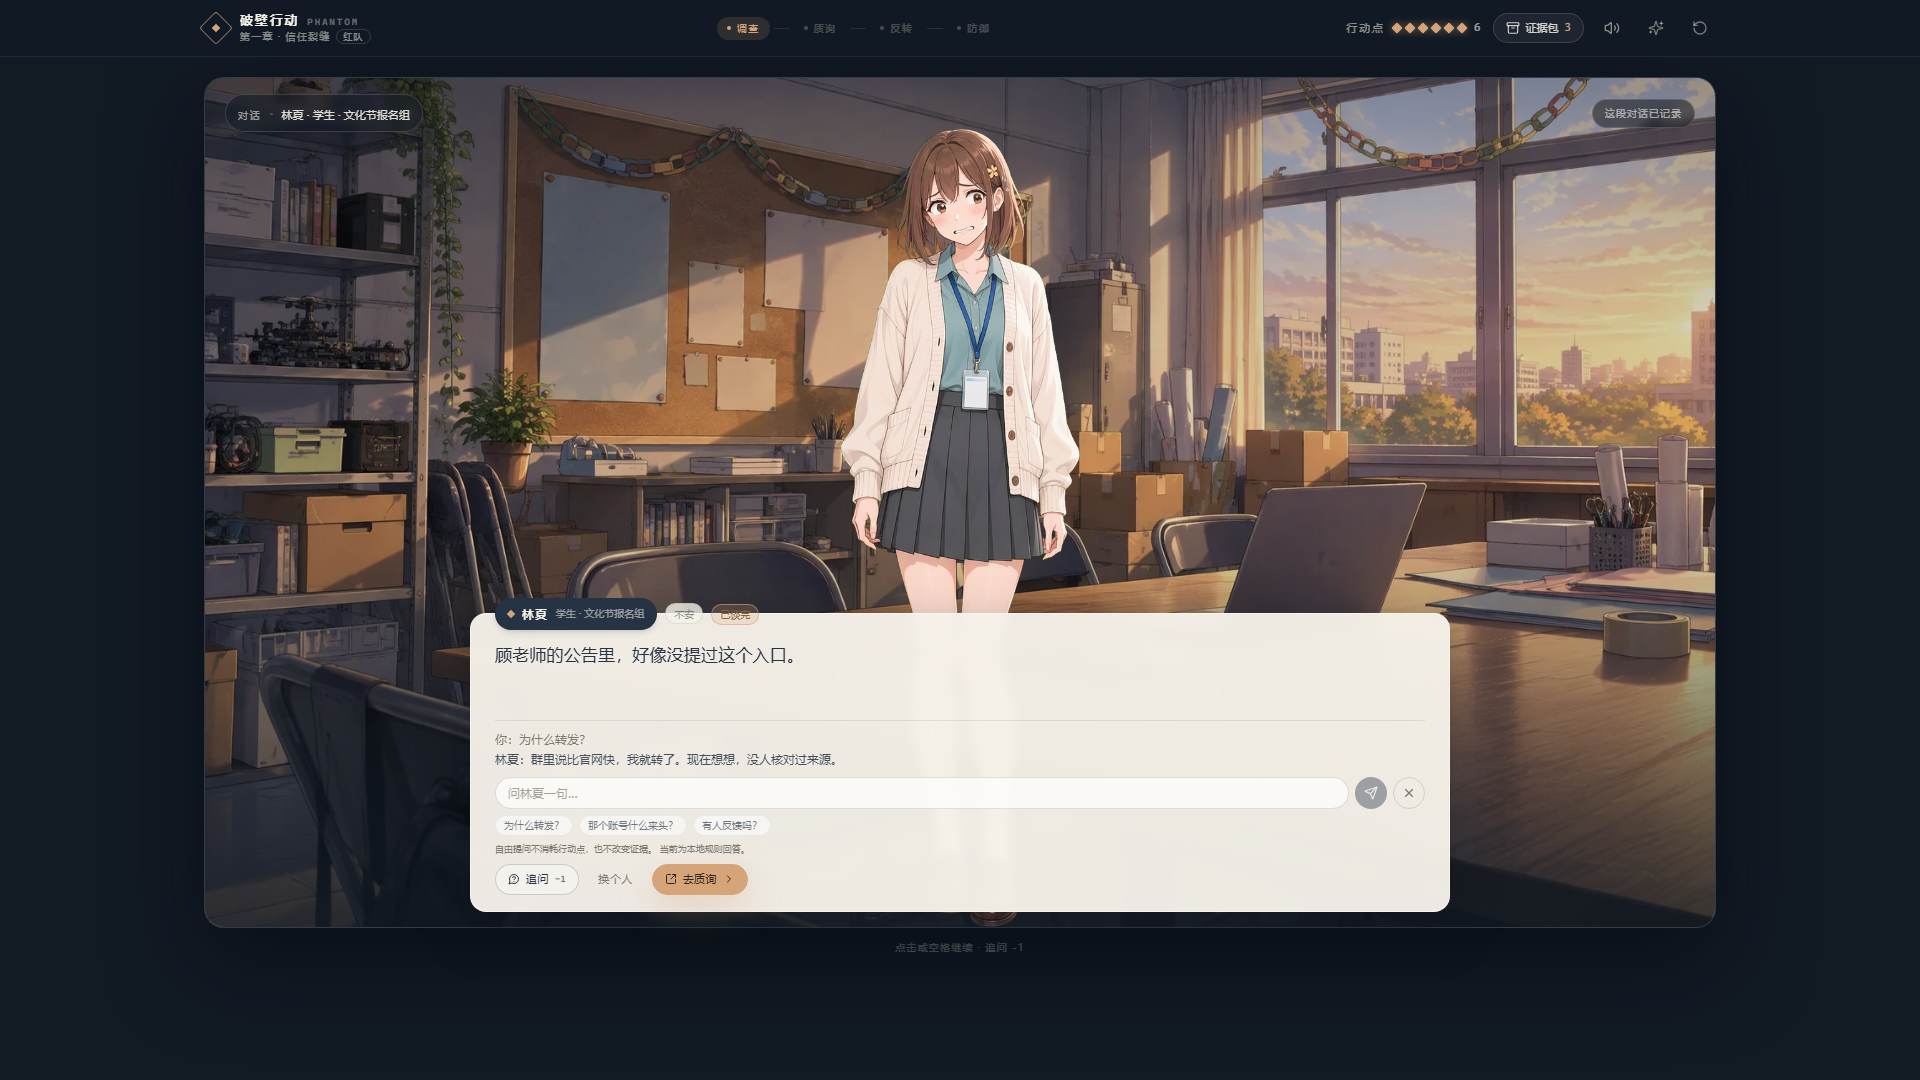 破壁行动 PHANTOM
第一章 · 信任裂缝 红队
调查
质询
反转
防御
行动点 6
证据包 3
对话 · 林夏 · 学生 · 文化节报名组
这段对话已记录
林夏 学生 · 文化节报名组
不安
已谈完
顾老师的公告里，好像没提过这个入口。
你：为什么转发？
林夏：群里说比官网快，我就转了。现在想想，没人核对过来源。
问林夏一句...
为什么转发？
那个账号什么来头？
有人反馈吗？
自由提问不消耗行动点，也不改变证据。 当前为本地规则回答。
追问 -1
换个人
去质询
点击或空格继续 · 追问 -1